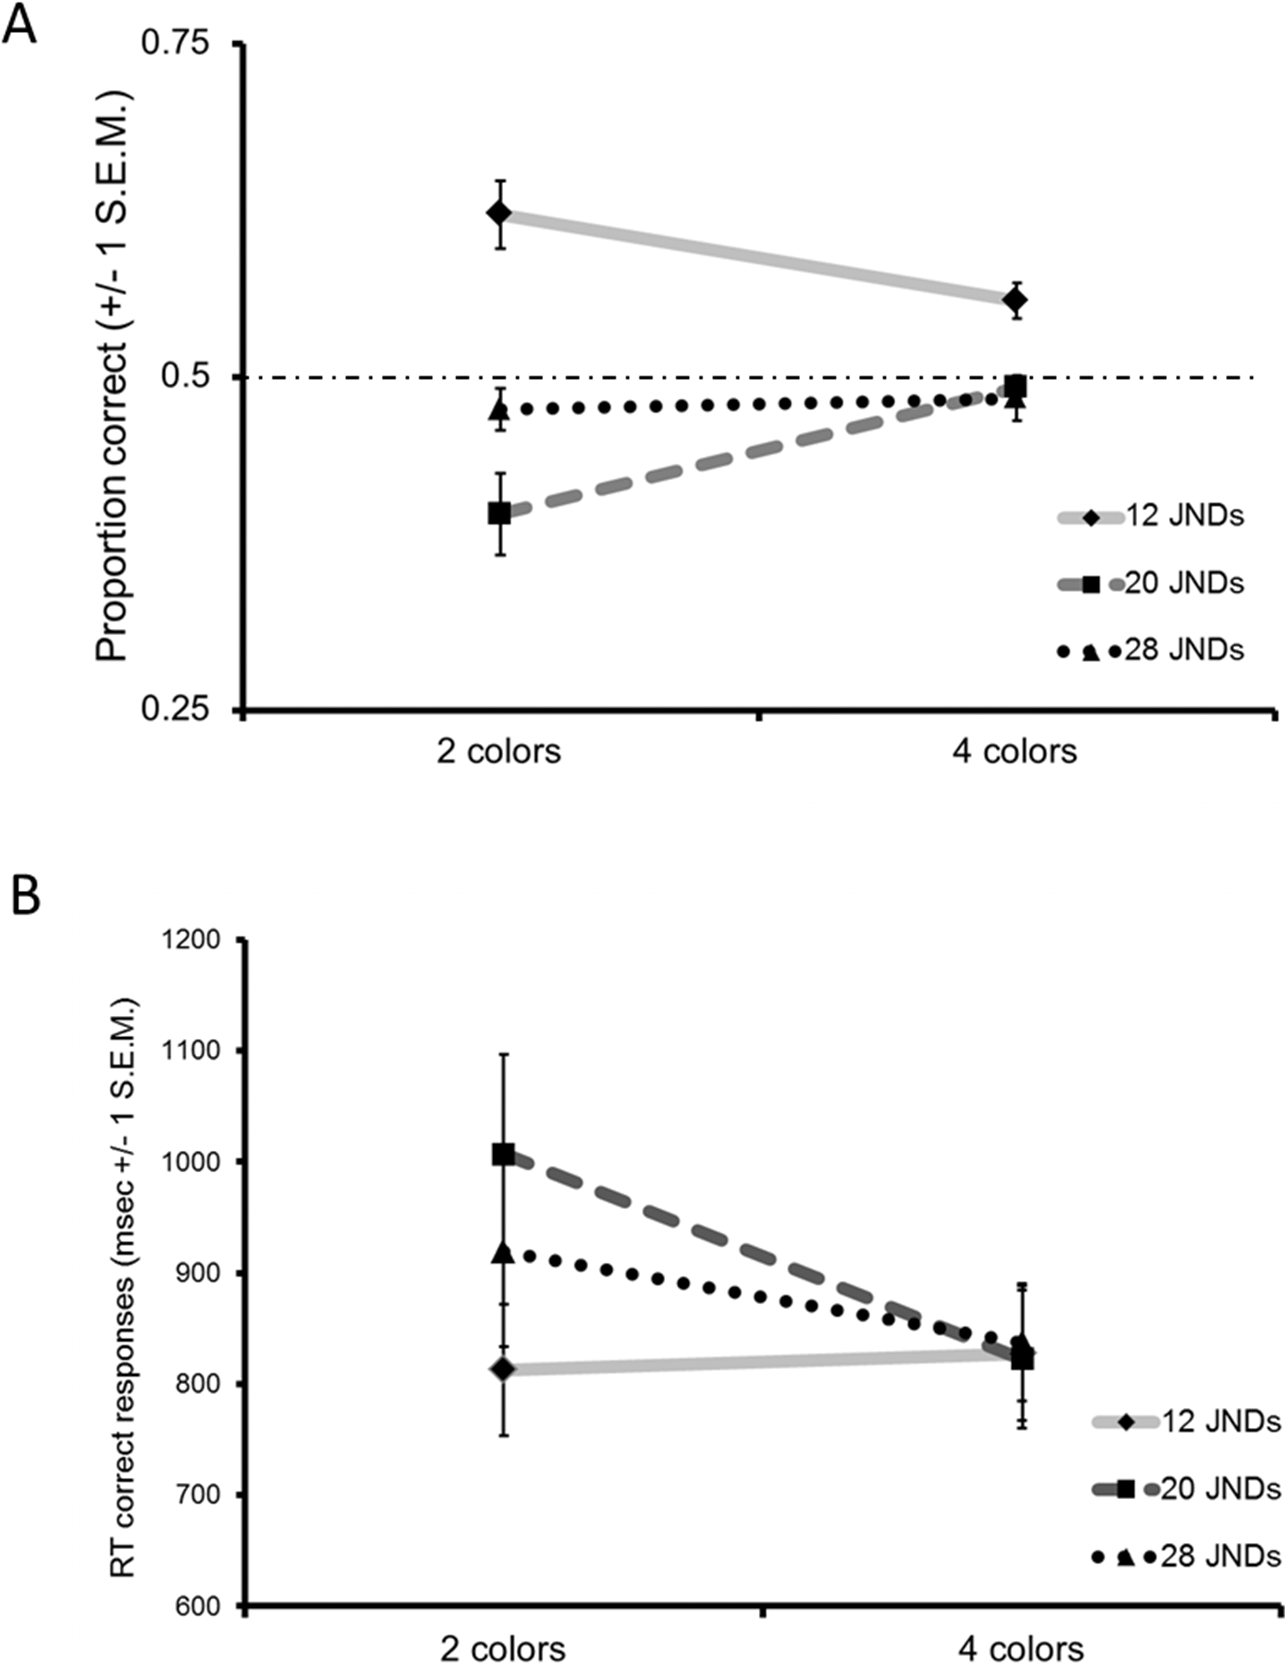 A
0.75
0.5
0.25
Proportion correct (+/- 1 S.E.M.)
12 JNDs
20 JNDs
28 JNDs
2 colors
4 colors
B
1200
1100
1000
900
800
700
600
RT correct responses (msec +/- 1 S.E.M.)
12 JNDs
20 JNDs
28 JNDs
2 colors
4 colors